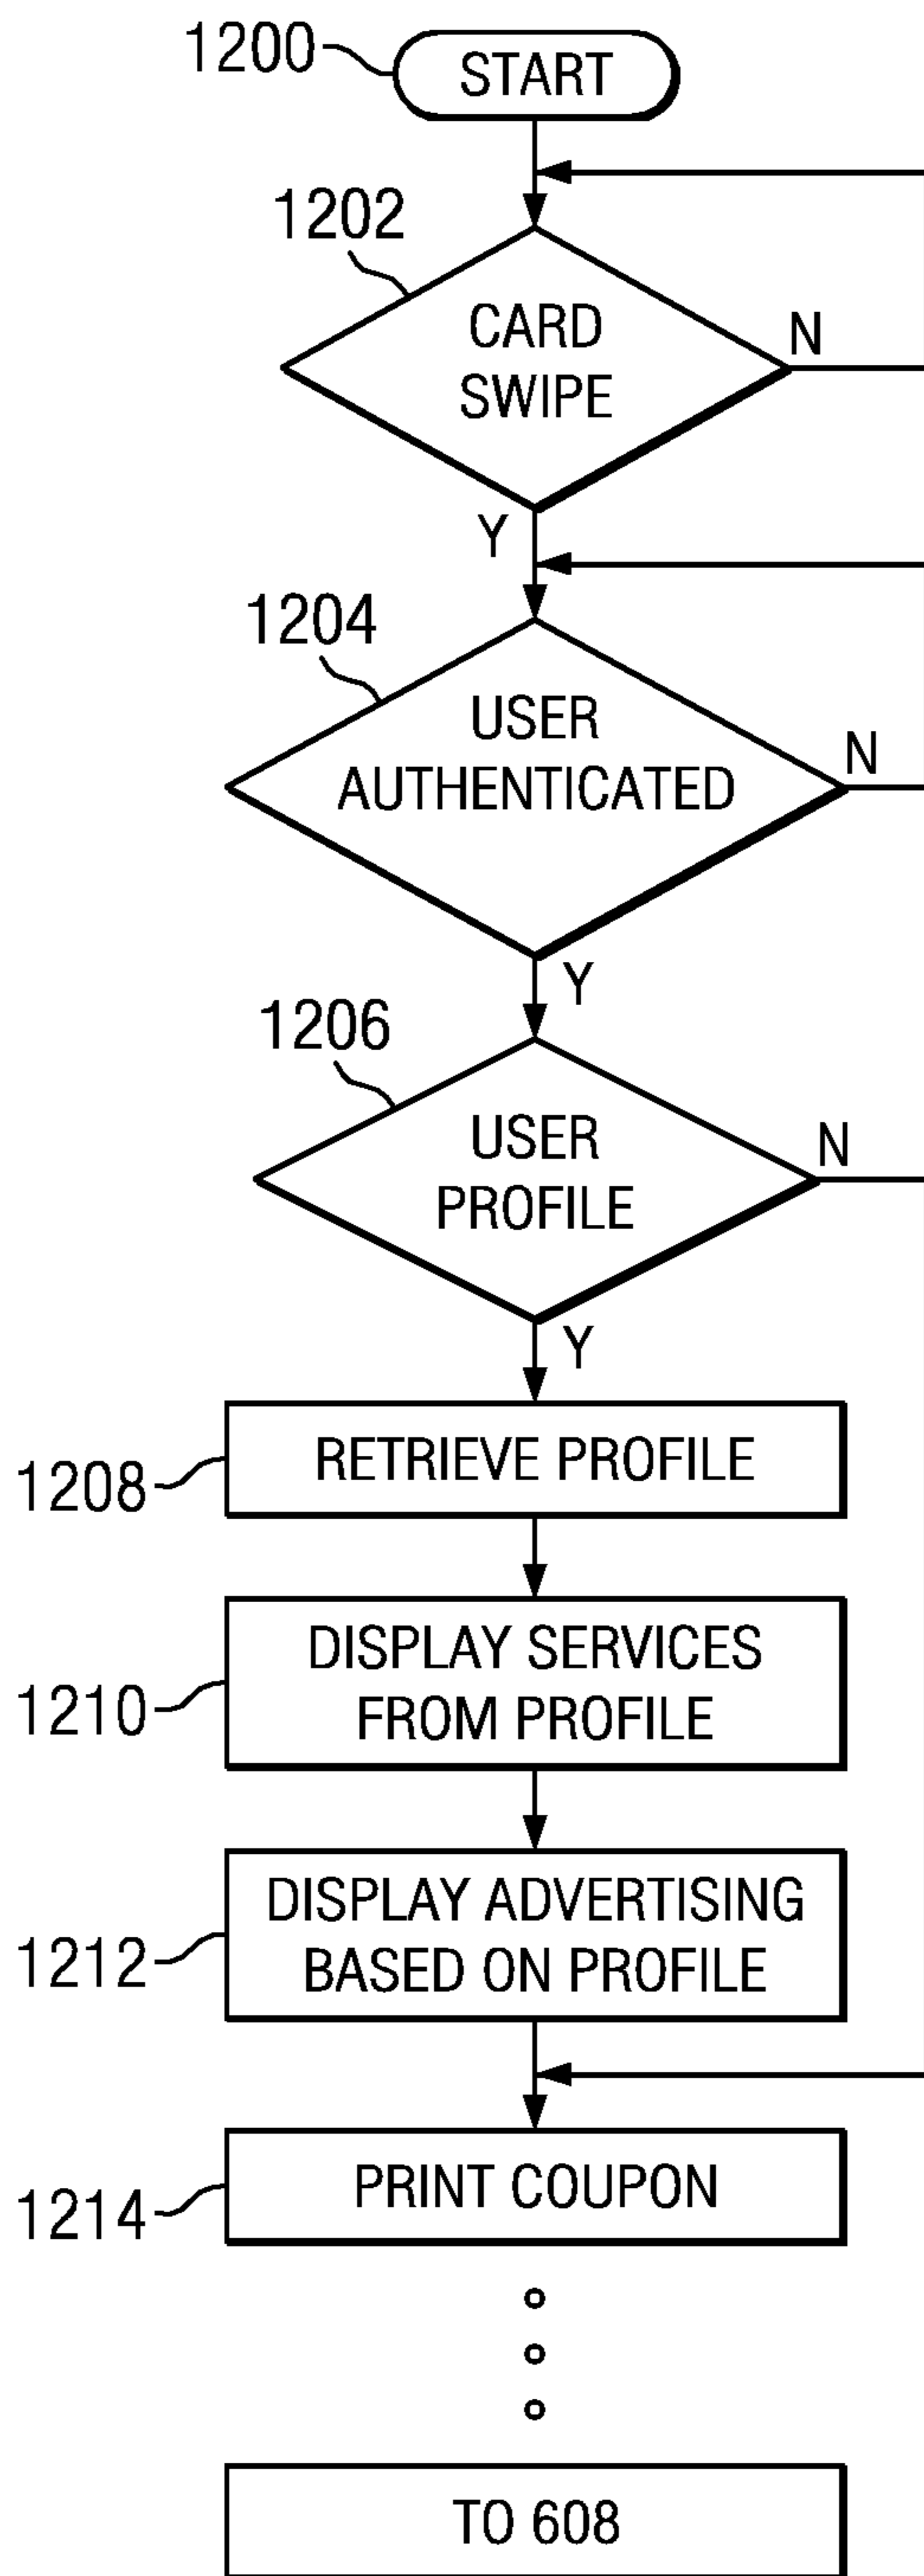 1200
START
1202
CARD
SWIPE
N
Y
1204
USER
AUTHENTICATED
N
Y
1206
USER
PROFILE
N
Y
1208
RETRIEVE PROFILE
1210
DISPLAY SERVICES
FROM PROFILE
1212
DISPLAY ADVERTISING
BASED ON PROFILE
1214
PRINT COUPON
TO 608